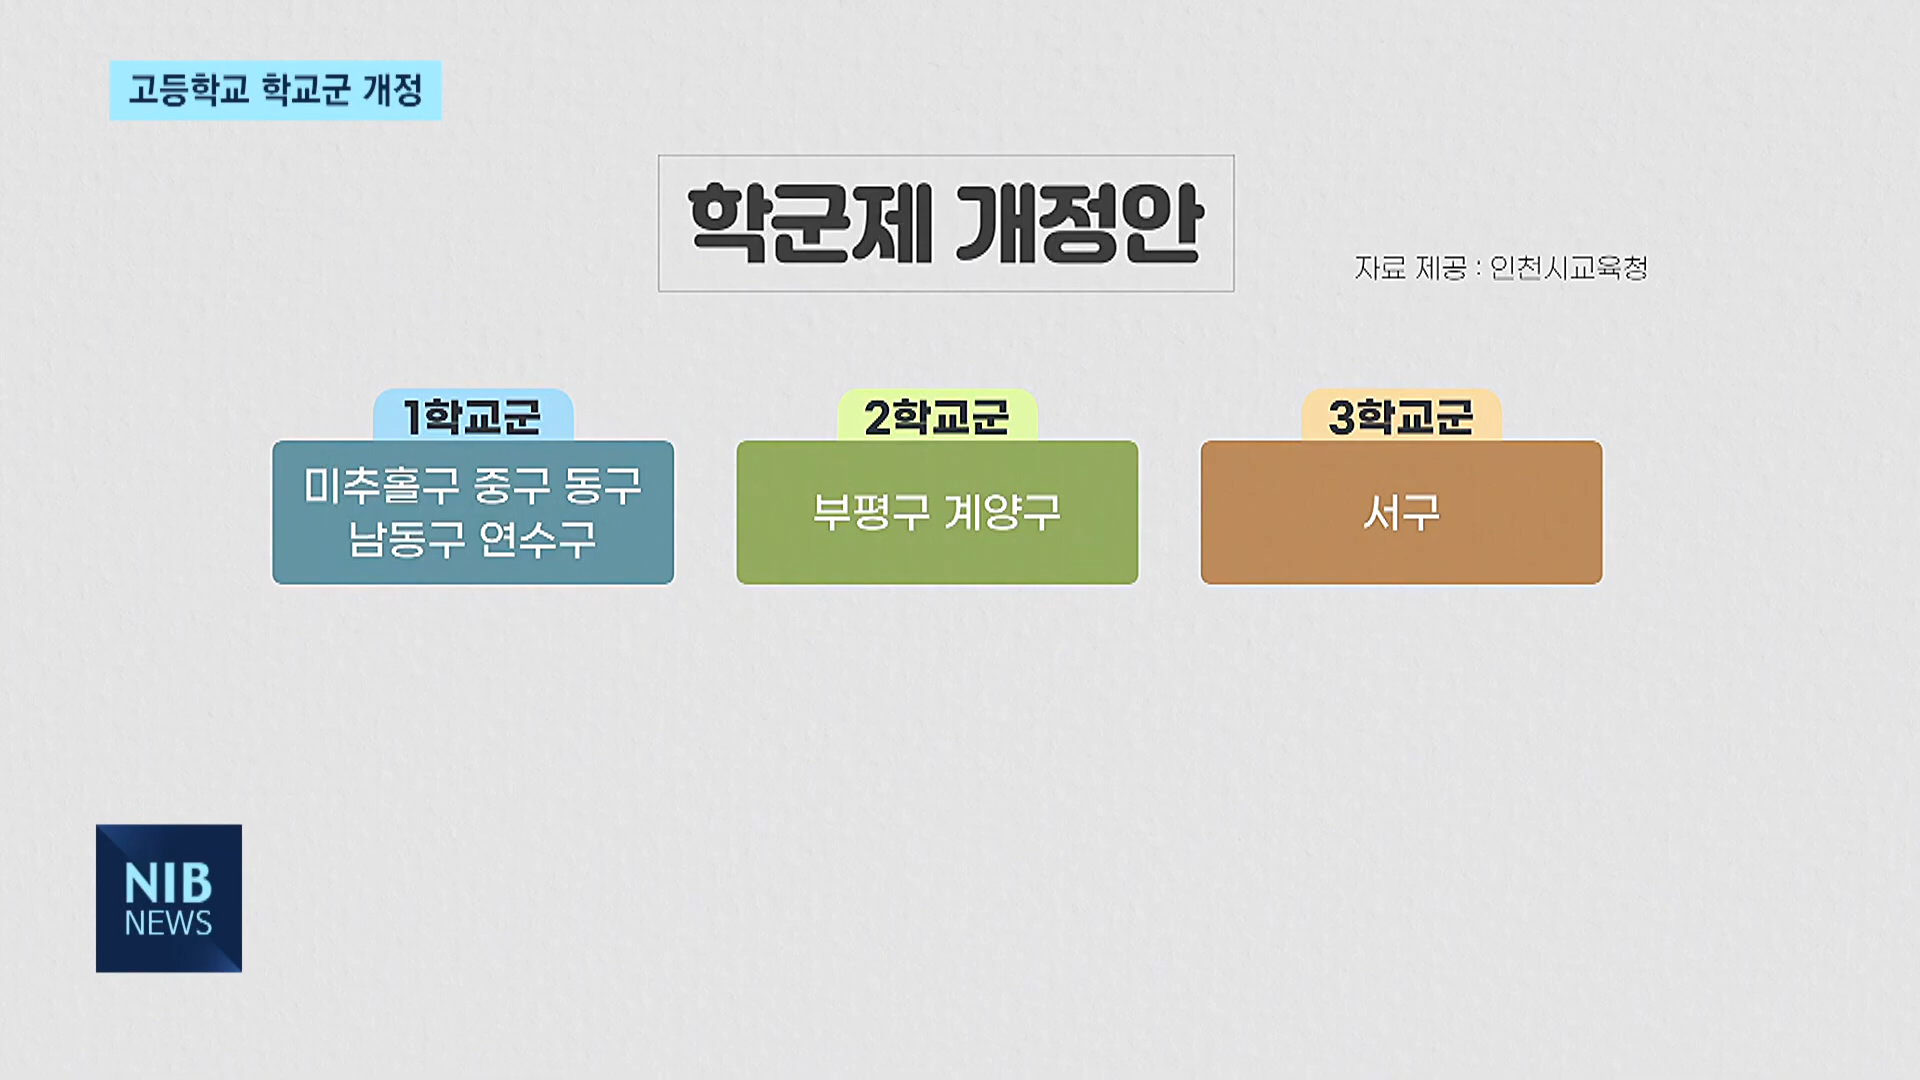 고등학교 학교군 개정
학군제 개정안
자료 제공 : 인천시교육청
1학교군
미추홀구 중구 동구
남동구 연수구
2학교군
부평구 계양구
3학교군
서구
NIB
NEWS